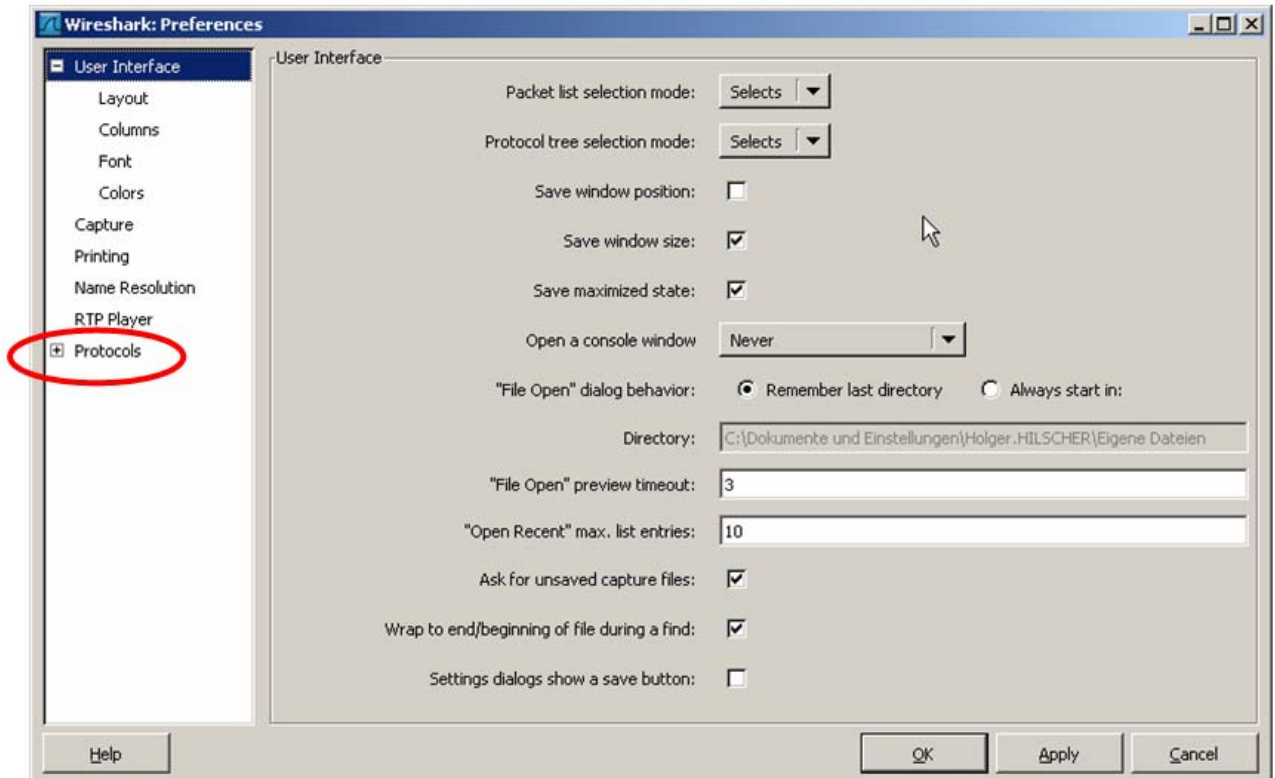 Wireshark: Preferences
User Interface
Layout
Columns
Font
Colors
Capture
Printing
Name Resolution
RTP Player
Protocols
User Interface
Packet list selection mode: Selects
Protocol tree selection mode: Selects
Save window position:
Save window size:
Save maximized state:
Open a console window Never
"File Open" dialog behavior: Remember last directory Always start in:
Directory: C:\Dokumente und Einstellungen\Holger.HILSCHER\Eigene Dateien
"File Open" preview timeout: 3
"Open Recent" max. list entries: 10
Ask for unsaved capture files:
Wrap to end/beginning of file during a find:
Settings dialogs show a save button:
Help OK Apply Cancel